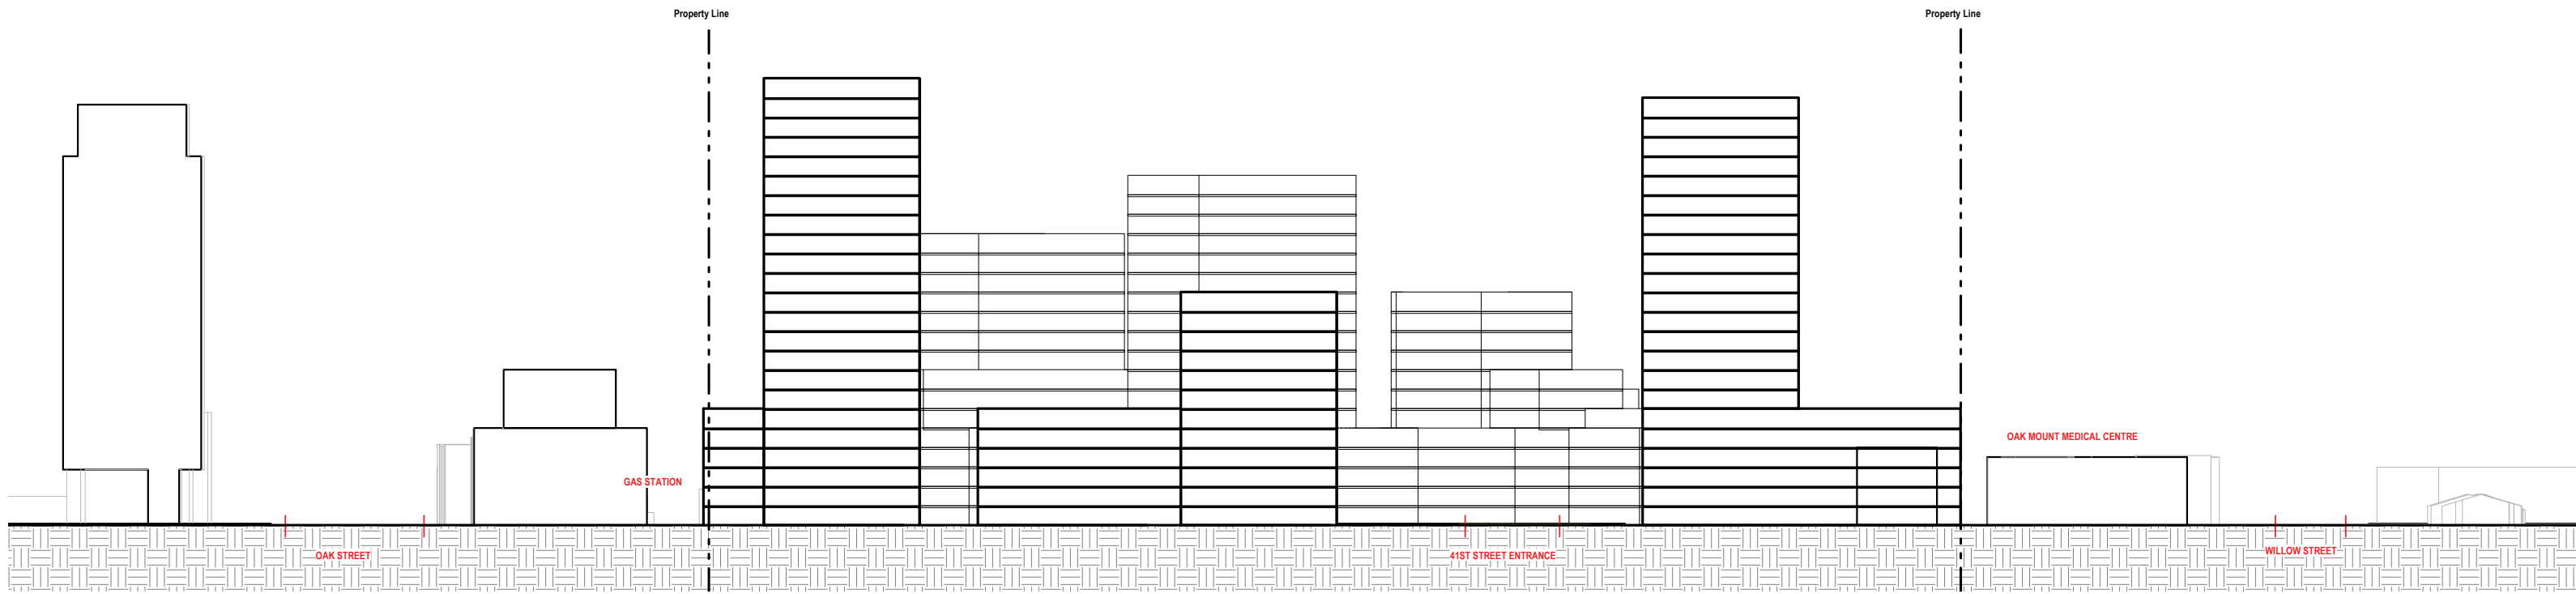 Property Line
Property Line
OAK MOUNT MEDICAL CENTRE
GAS STATION
OAK STREET
41ST STREET ENTRANCE
WILLOW STREET